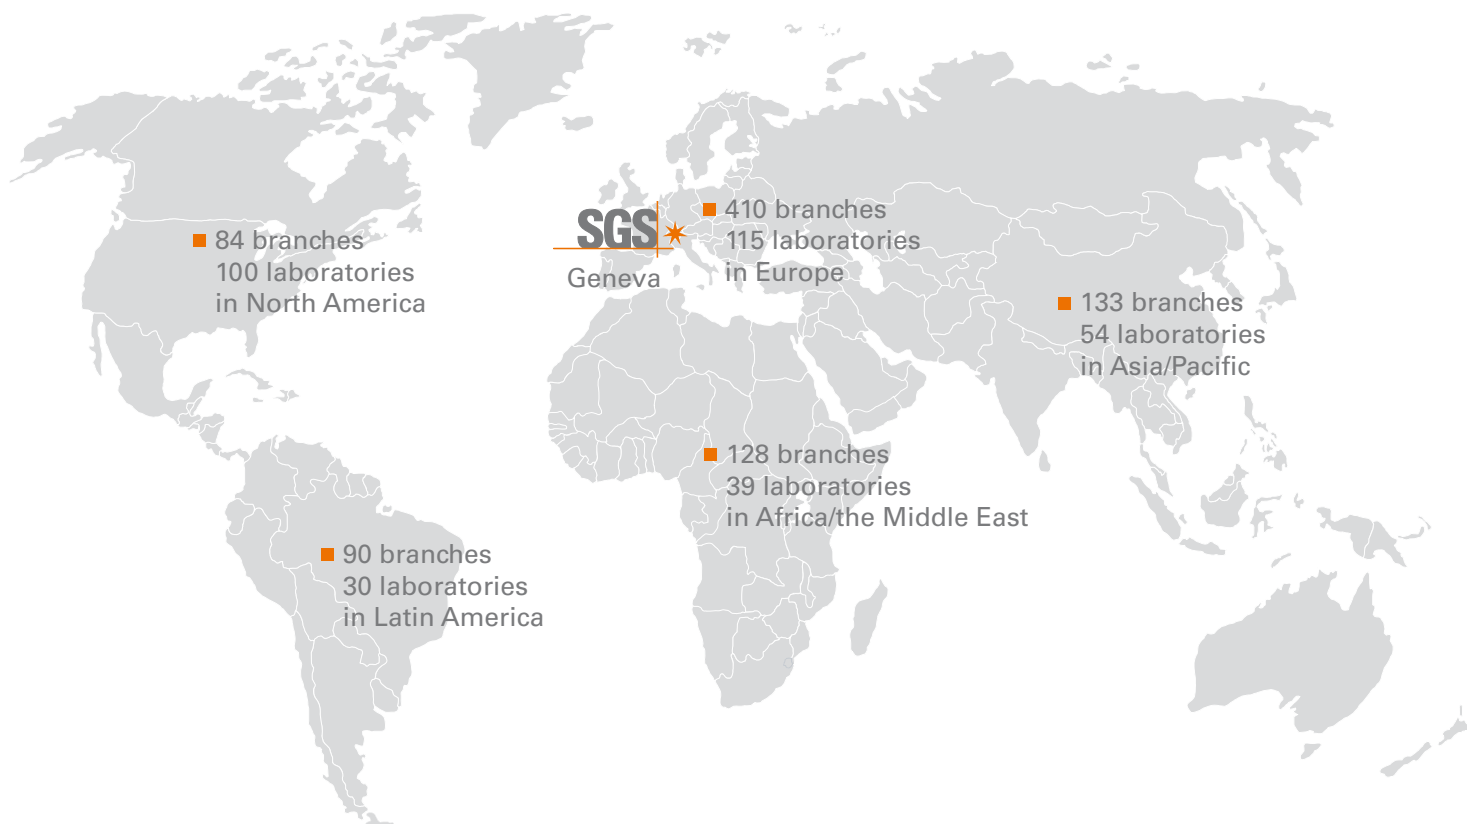 SGS
Geneva
410 branches
115 laboratories
in Europe
84 branches
100 laboratories
in North America
133 branches
54 laboratories
in Asia/Pacific
128 branches
39 laboratories
in Africa/the Middle East
90 branches
30 laboratories
in Latin America